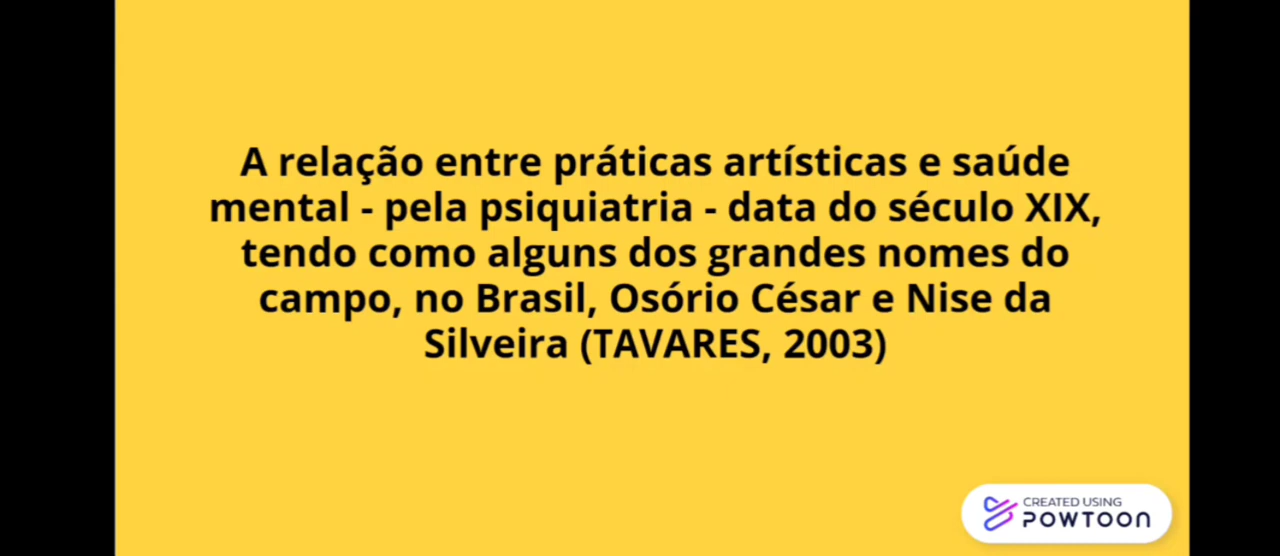 A relação entre práticas artísticas e saúde
mental - pela psiquiatria - data do século XIX,
tendo como alguns dos grandes nomes do
campo, no Brasil, Osório César e Nise da
Silveira (TAVARES, 2003)
CREATED USING
POWTOON